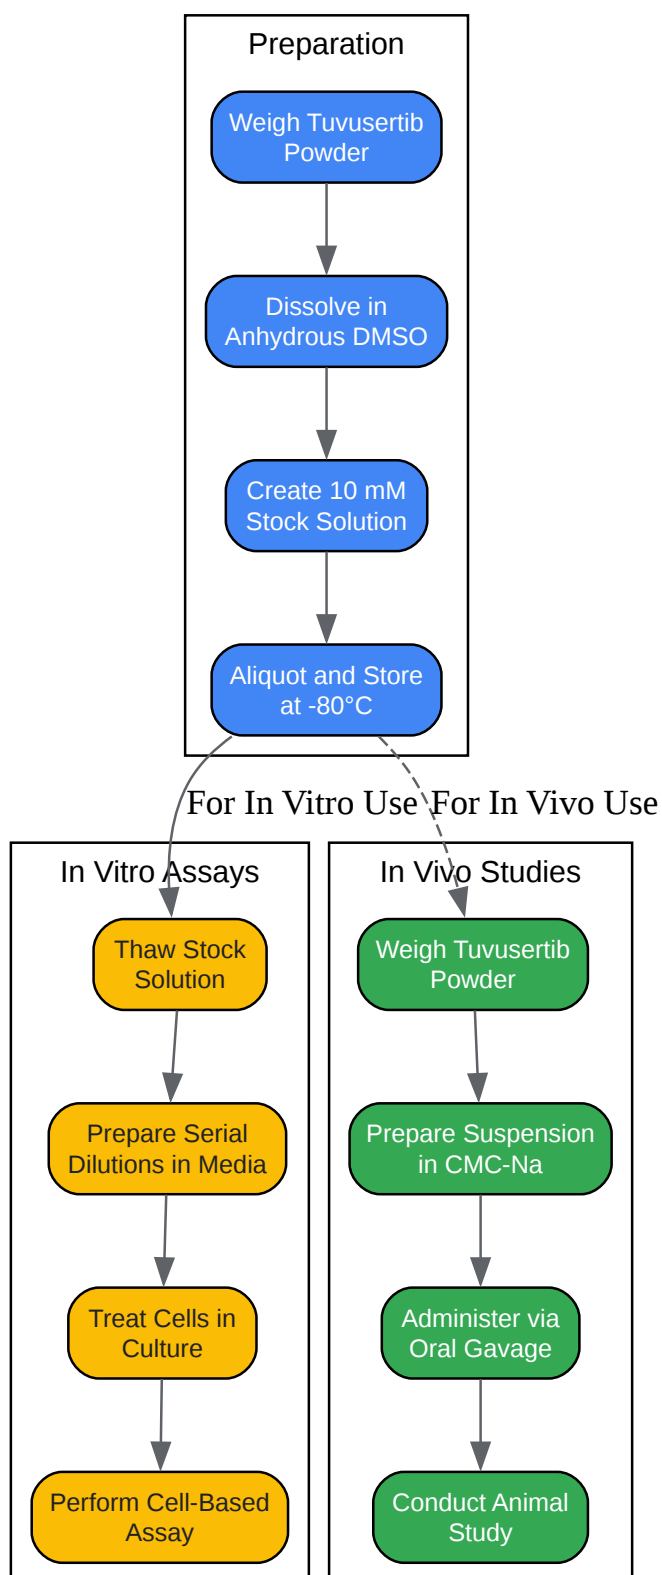 Preparation
Weigh Tuvusertib
Powder
Dissolve in
Anhydrous DMSO
Create 10 mM
Stock Solution
Aliquot and Store
at -80°C
For In Vitro Use
For In Vivo Use
In Vitro Assays
Thaw Stock
Solution
Prepare Serial
Dilutions in Media
Treat Cells in
Culture
Perform Cell-Based
Assay
In Vivo Studies
Weigh Tuvusertib
Powder
Prepare Suspension
in CMC-Na
Administer via
Oral Gavage
Conduct Animal
Study